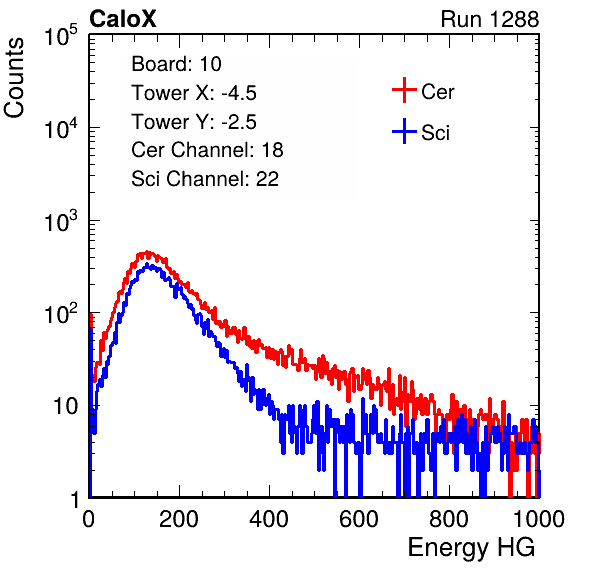 CaloX Run 1288
Counts
10^5
10^4
10^3
10^2
10
1
Board: 10
Tower X: -4.5
Tower Y: -2.5
Cer Channel: 18
Sci Channel: 22
Cer
Sci
0 200 400 600 800 1000
Energy HG